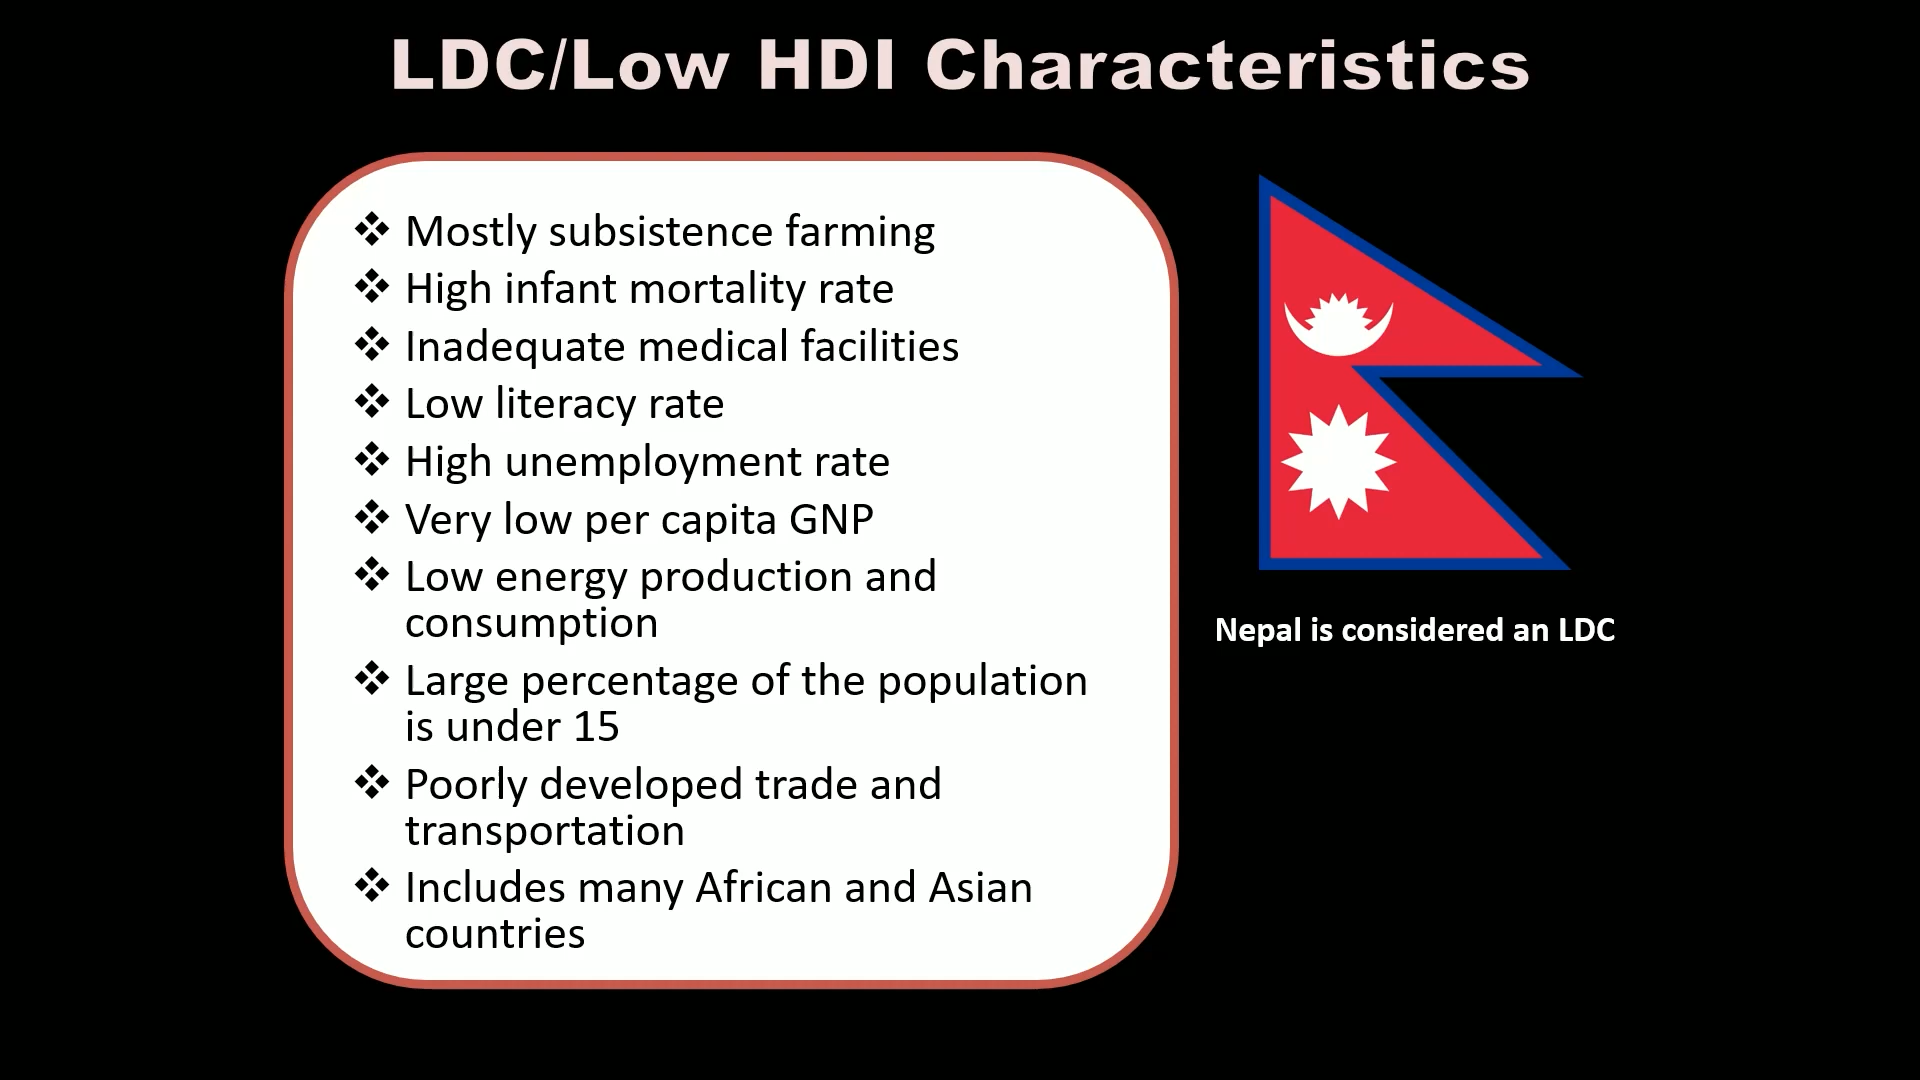 LDC/Low HDI Characteristics
❖ Mostly subsistence farming
❖ High infant mortality rate
❖ Inadequate medical facilities
❖ Low literacy rate
❖ High unemployment rate
❖ Very low per capita GNP
❖ Low energy production and
consumption
❖ Large percentage of the population
is under 15
❖ Poorly developed trade and
transportation
❖ Includes many African and Asian
countries
Nepal is considered an LDC